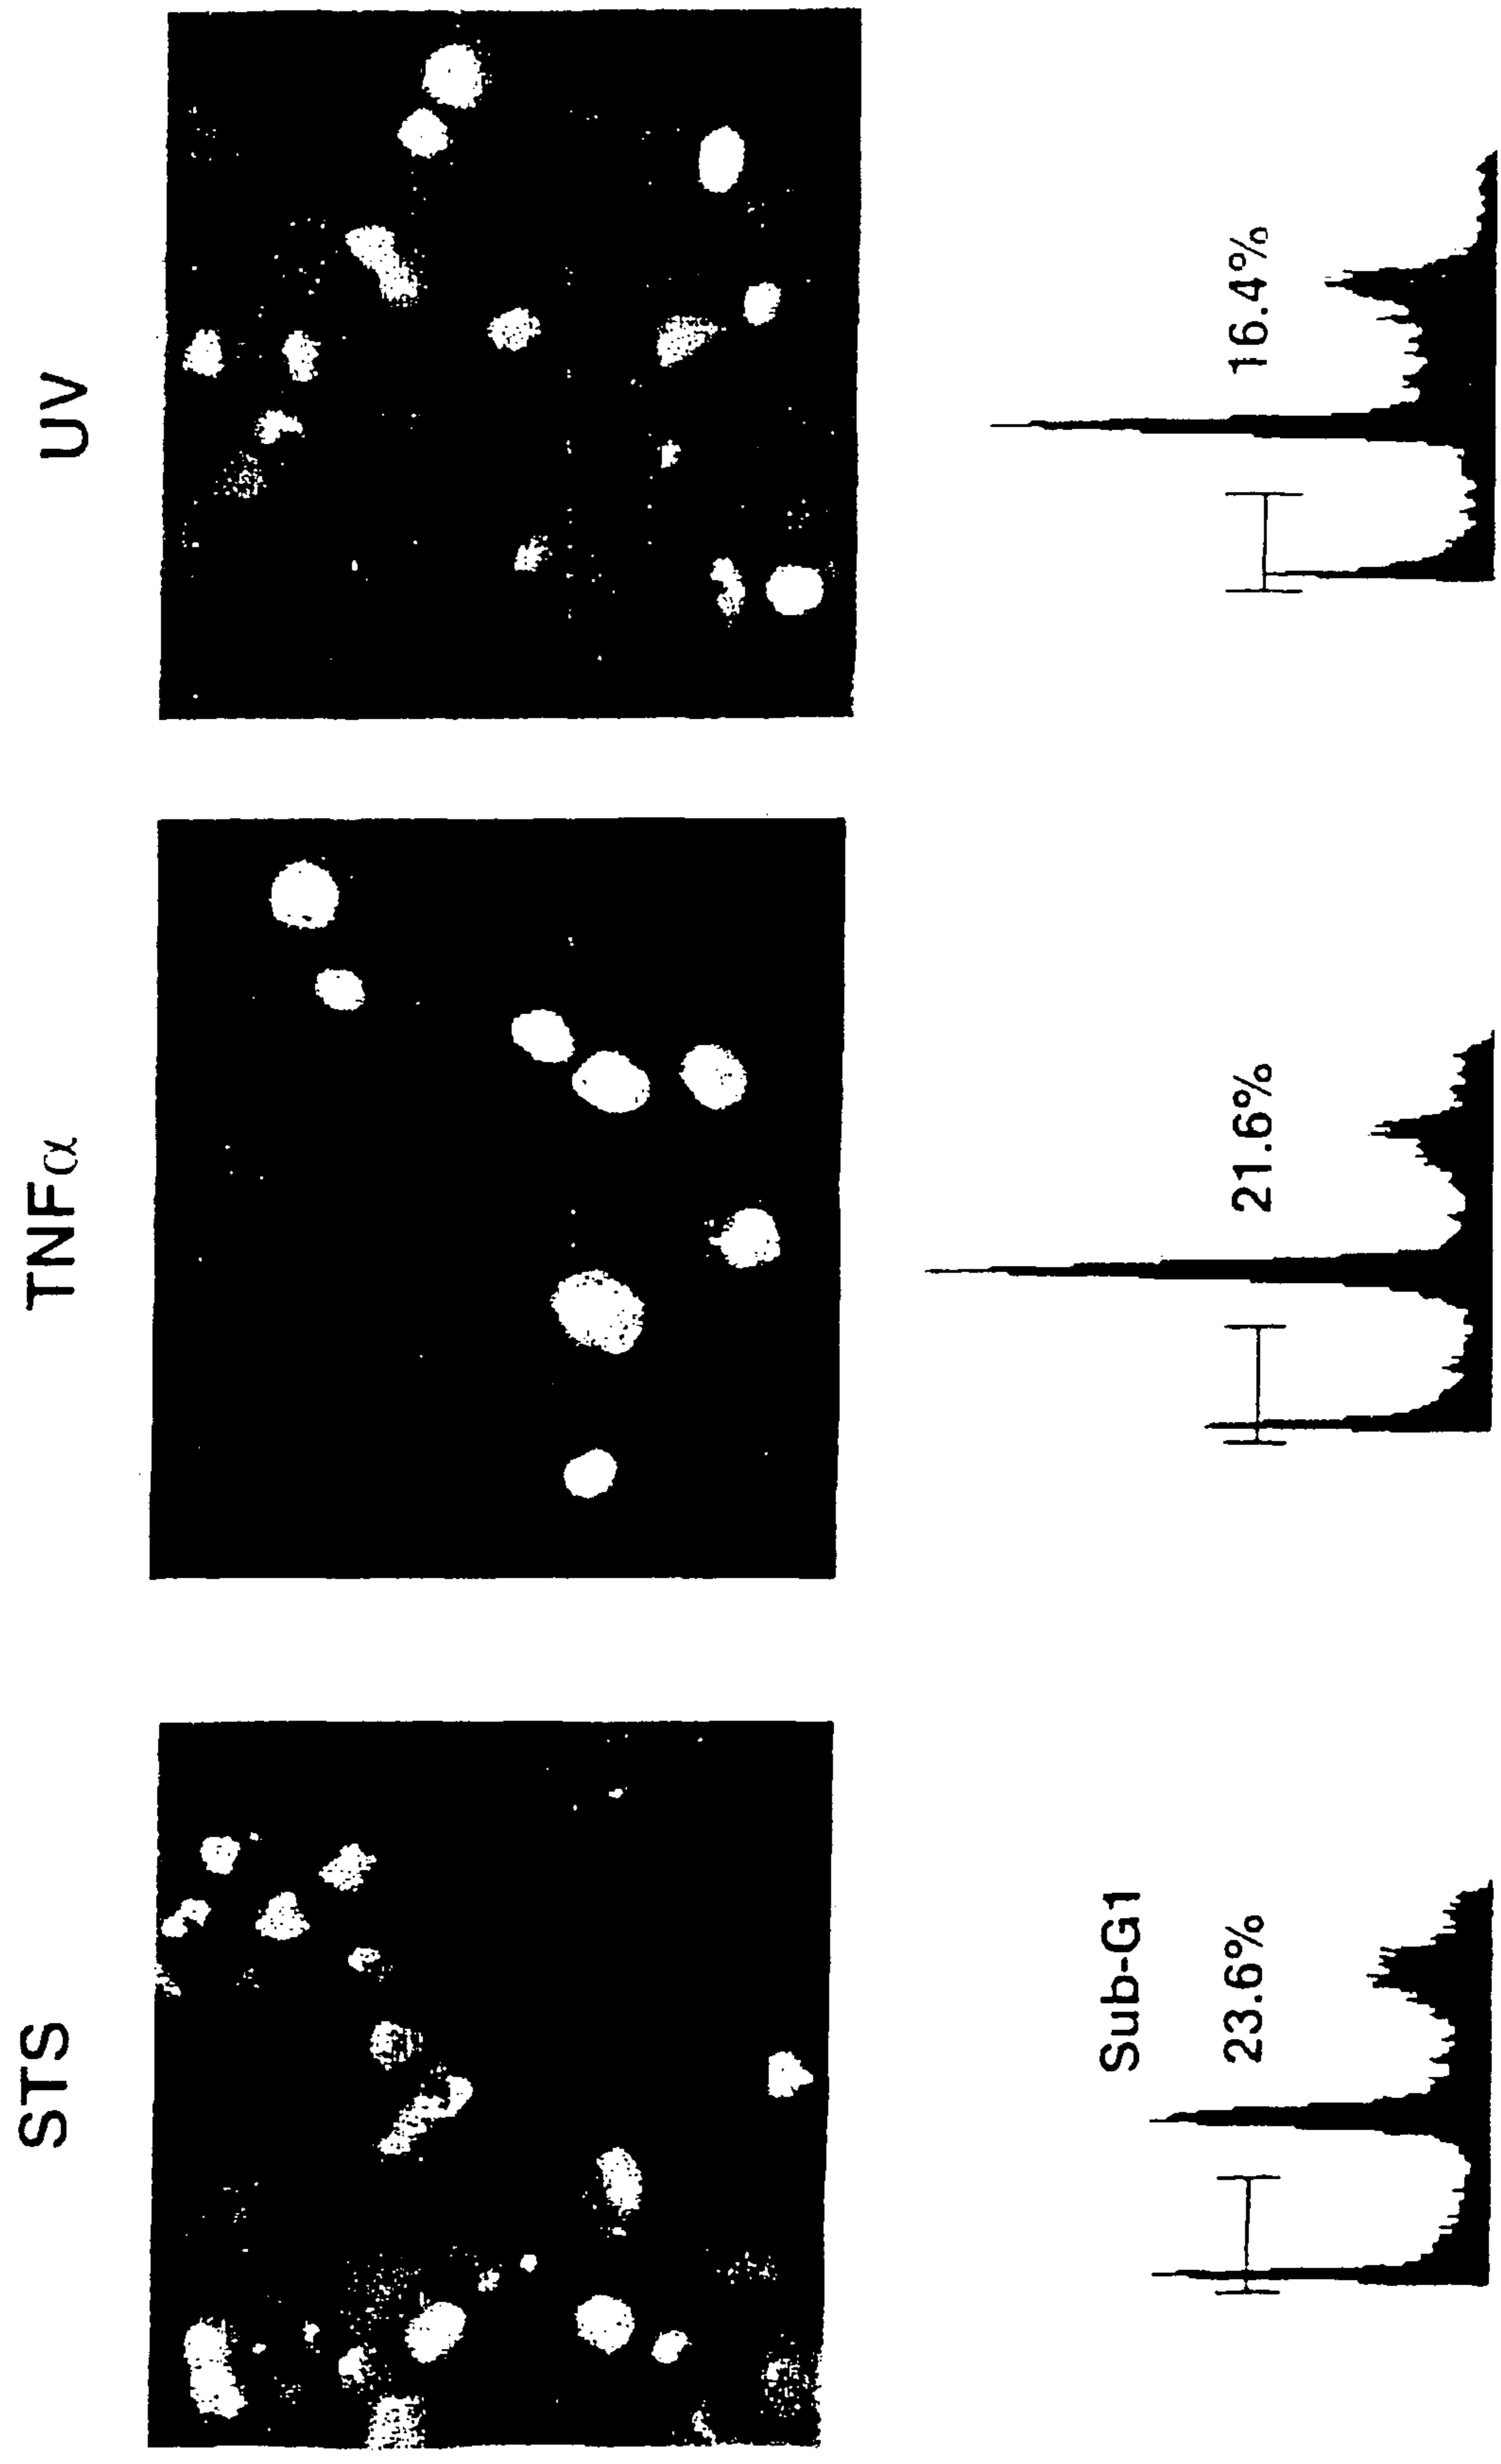 STS
TNFα
UV
Sub-G1
23.6%
21.6%
16.4%